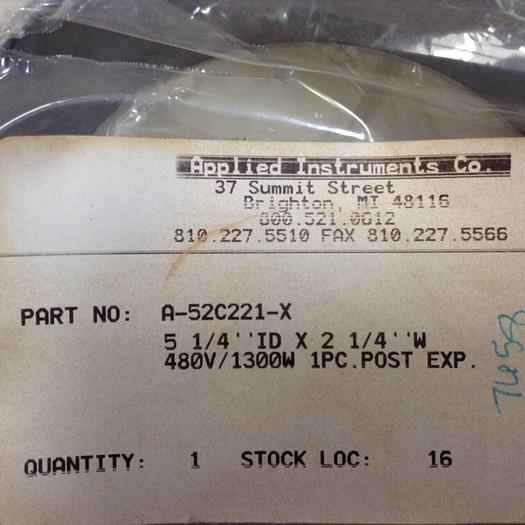 Applied Instruments Co.
37 Summit Street
Brighton, MI 48116
800.521.0612
810.227.5510 FAX 810.227.5566
PART NO: A-52C221-X
5 1/4''ID X 2 1/4''W
480V/1300W 1PC.POST EXP.
7658
QUANTITY: 1 STOCK LOC: 16